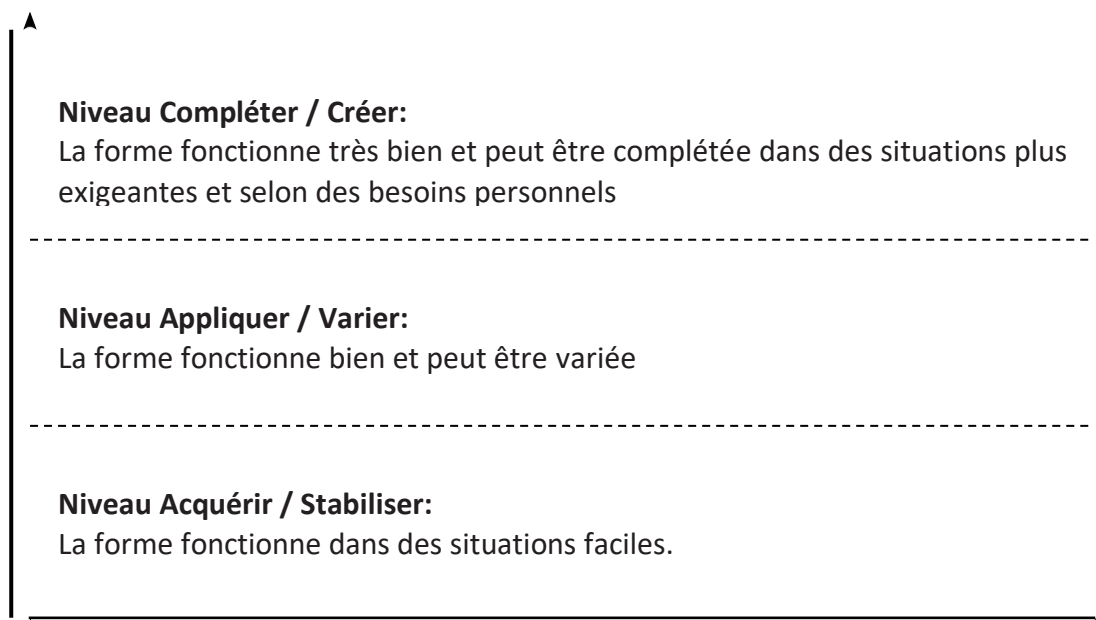 Niveau Compléter / Créer:
La forme fonctionne très bien et peut être complétée dans des situations plus
exigeantes et selon des besoins personnels
Niveau Appliquer / Varier:
La forme fonctionne bien et peut être variée
Niveau Acquérir / Stabiliser:
La forme fonctionne dans des situations faciles.